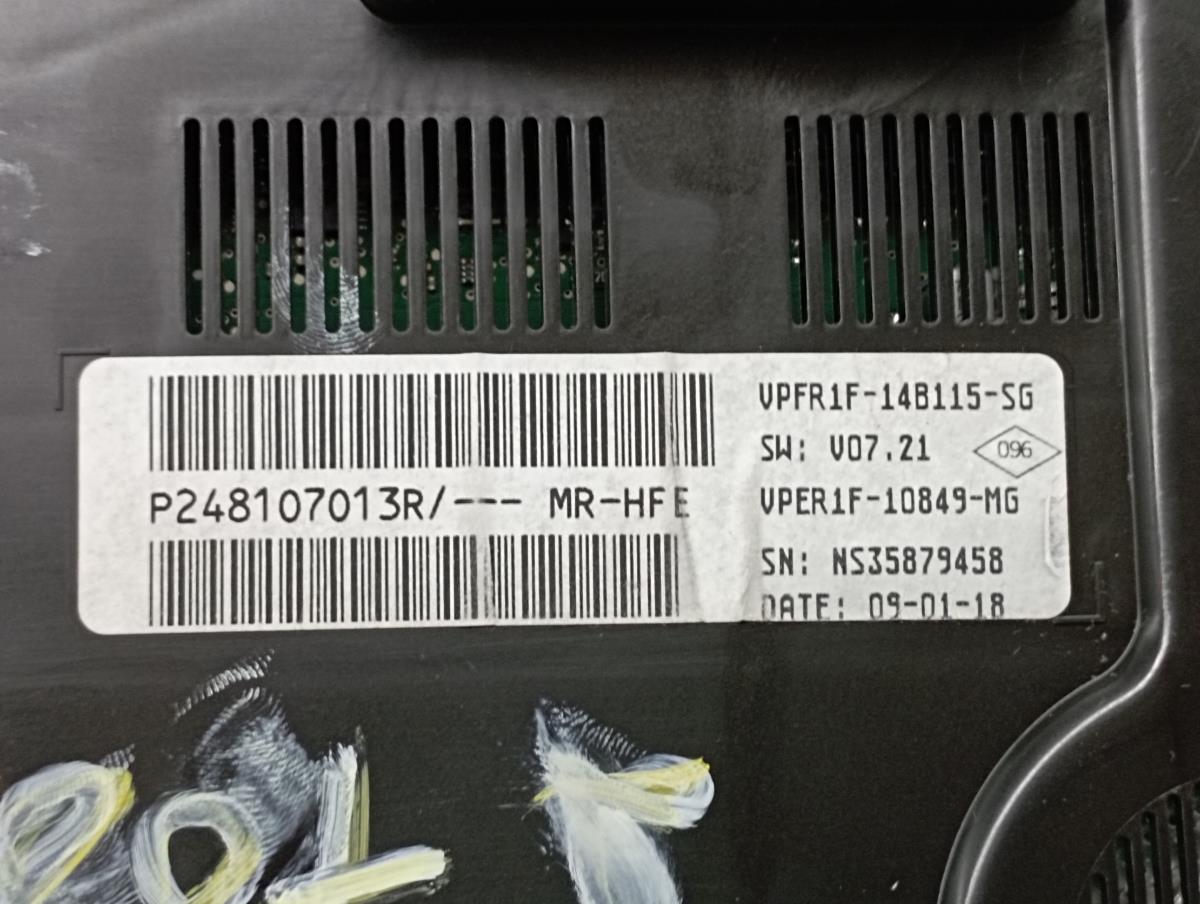 P248107013R/--- MR-HFE
VPFR1F-14B115-SG
SW: V07.21
096
VPER1F-10849-MG
SN: NS35879458
DATE: 09-01-18